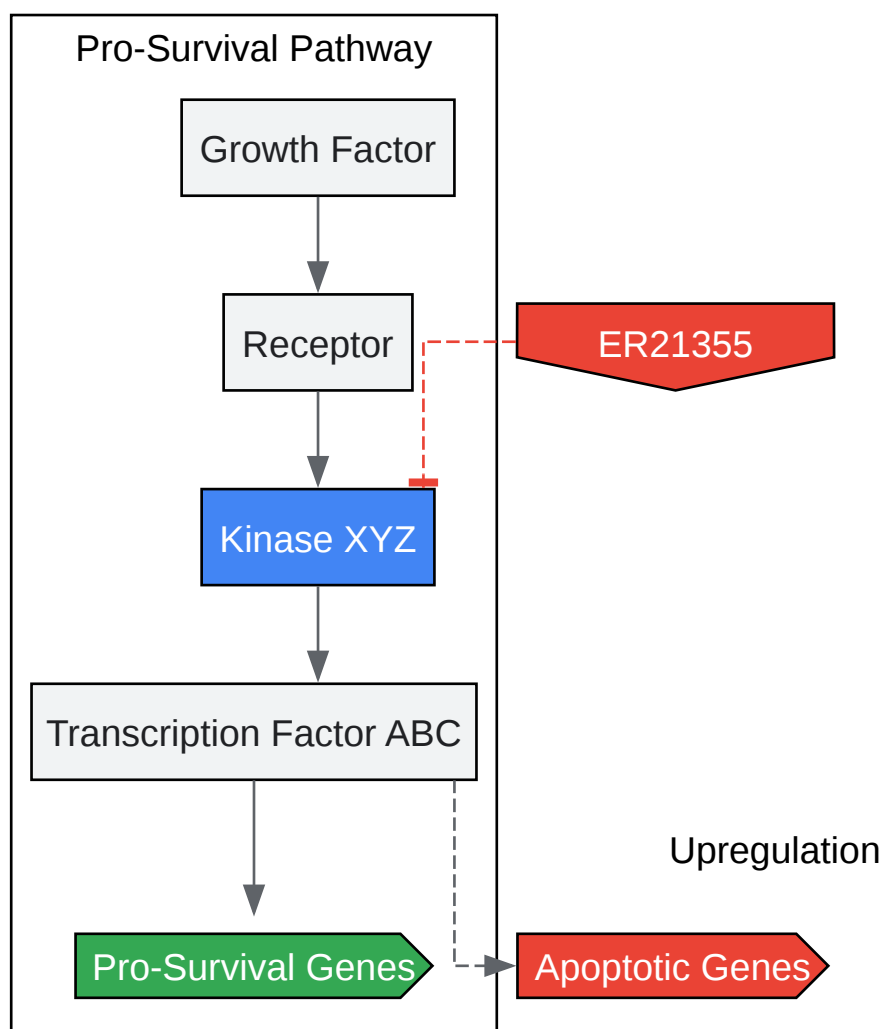 Pro-Survival Pathway
Growth Factor
Receptor
ER21355
Kinase XYZ
Transcription Factor ABC
Upregulation
Pro-Survival Genes
Apoptotic Genes